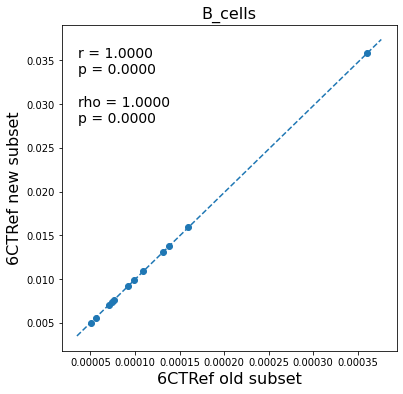 B_cells
r = 1.0000
p = 0.0000
rho = 1.0000
p = 0.0000
6CTRef new subset
0.035
0.030
0.025
0.020
0.015
0.010
0.005
0.00005 0.00010 0.00015 0.00020 0.00025 0.00030 0.00035
6CTRef old subset